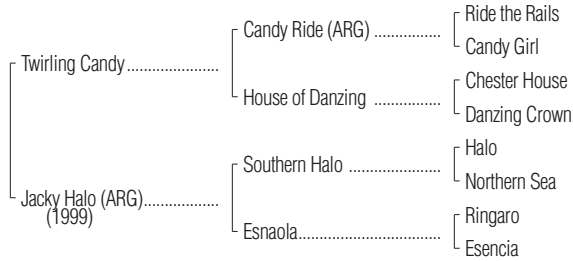 Ride the Rails
Candy Ride (ARG) ................
Candy Girl
Twirling Candy ......................
Chester House
House of Danzing ................
Danzing Crown
Halo
Southern Halo ......................
Northern Sea
Jacky Halo (ARG)..................
(1999)
Ringaro
Esnaola..................................
Esencia